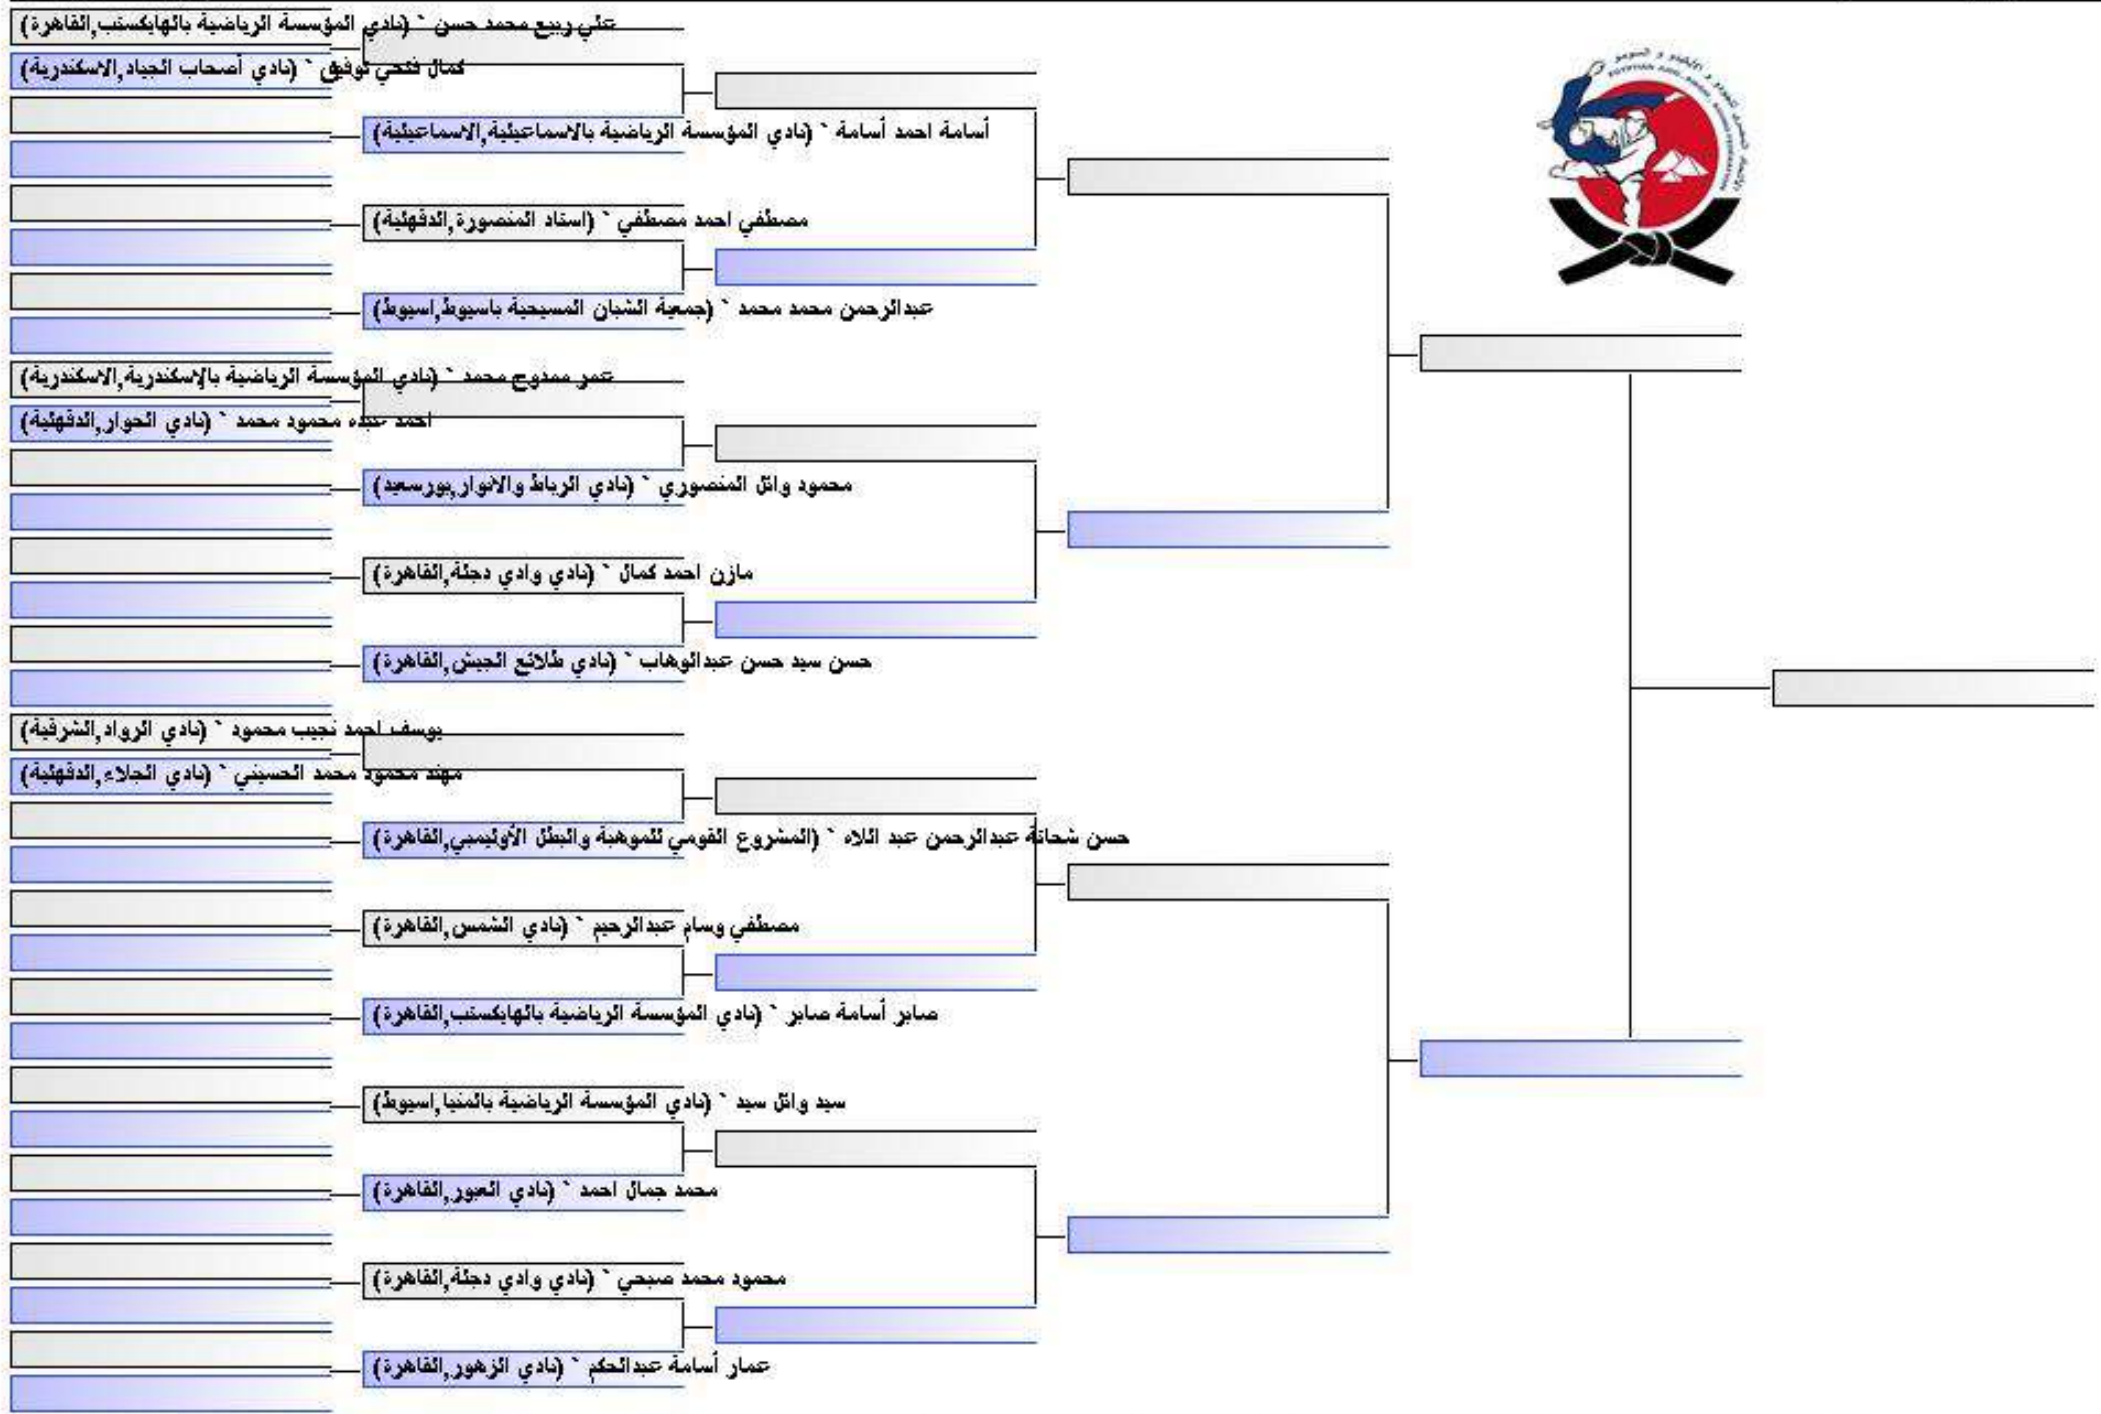 علي ربيع محمد حسن ` (نادي المؤسسة الرياضية بالهايكستب,القاهرة)
كمال فتحي توفيق ` (نادي أصحاب الجياد,الاسكندرية)
أسامة احمد أسامة ` (نادي المؤسسة الرياضية بالاسماعيلية,الاسماعيلية)
مصطفي احمد مصطفي ` (استاد المنصورة,الدقهلية)
عبدالرحمن محمد محمد ` (جمعية الشبان المسيحية باسيوط,اسيوط)
عمر ممدوح محمد ` (نادي المؤسسة الرياضية بالإسكندرية,الاسكندرية)
احمد عبده محمود محمد ` (نادي الحوار,الدقهلية)
محمود وائل المنصوري ` (نادي الرباط والانوار,بورسعيد)
مازن احمد كمال ` (نادي وادي دجلة,القاهرة)
حسن سيد حسن عبدالوهاب ` (نادي طلائع الجيش,القاهرة)
يوسف احمد نجيب محمود ` (نادي الرواد,الشرقية)
مهند محمود محمد الحسيني ` (نادي الجلاء,الدقهلية)
حسن شحاتة عبدالرحمن عبد اللاه ` (المشروع القومي للموهبة والبطل الأوليمبي,القاهرة)
مصطفي وسام عبدالرحيم ` (نادي الشمس,القاهرة)
صابر أسامة صابر ` (نادي المؤسسة الرياضية بالهايكستب,القاهرة)
سيد وائل سيد ` (نادي المؤسسة الرياضية بالمنيا,اسيوط)
محمد جمال احمد ` (نادي العبور,القاهرة)
محمود محمد صبحي ` (نادي وادي دجلة,القاهرة)
عمار أسامة عبدالحكم ` (نادي الزهور,القاهرة)